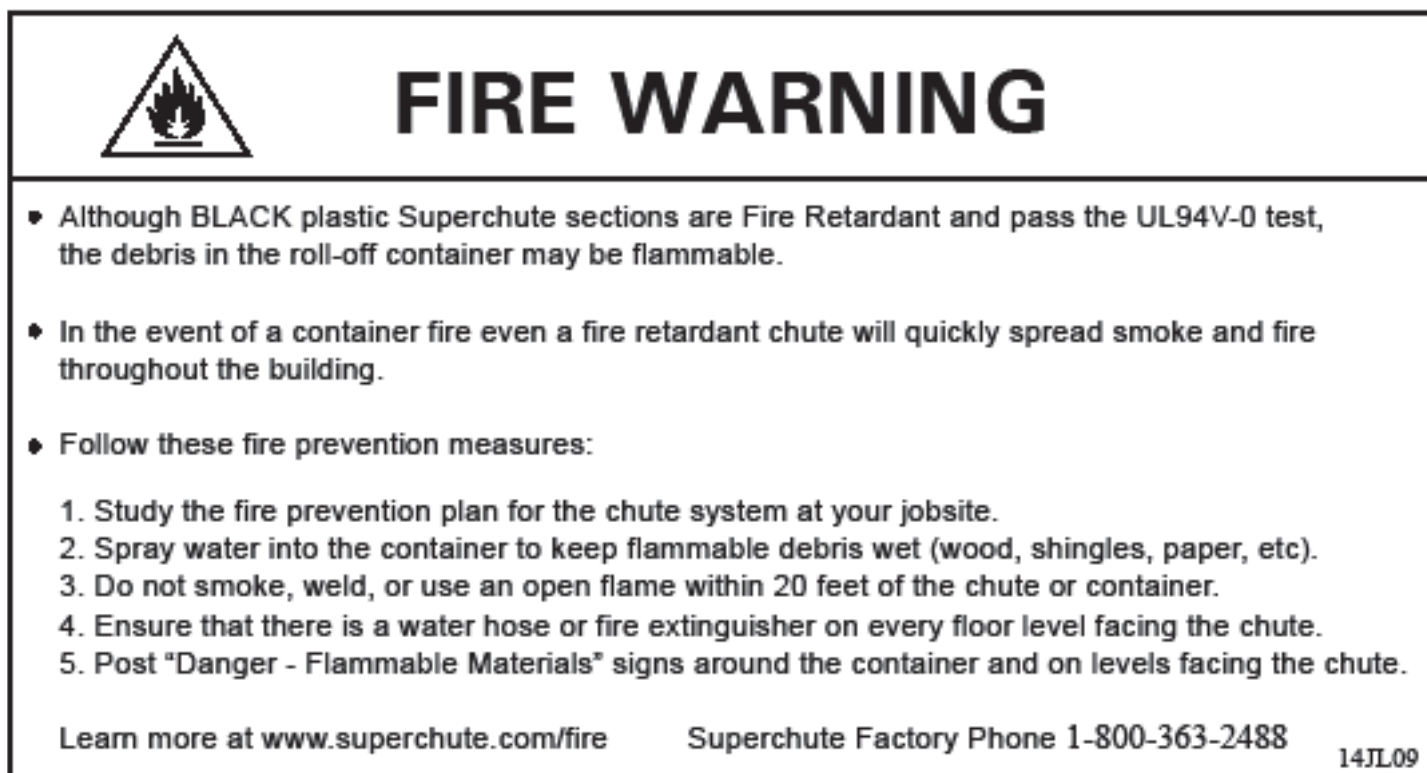 FIRE WARNING
• Although BLACK plastic Superchute sections are Fire Retardant and pass the UL94V-0 test,
the debris in the roll-off container may be flammable.
• In the event of a container fire even a fire retardant chute will quickly spread smoke and fire
throughout the building.
• Follow these fire prevention measures:
1. Study the fire prevention plan for the chute system at your jobsite.
2. Spray water into the container to keep flammable debris wet (wood, shingles, paper, etc).
3. Do not smoke, weld, or use an open flame within 20 feet of the chute or container.
4. Ensure that there is a water hose or fire extinguisher on every floor level facing the chute.
5. Post “Danger - Flammable Materials” signs around the container and on levels facing the chute.
Learn more at www.superchute.com/fire Superchute Factory Phone 1-800-363-2488
14JL09